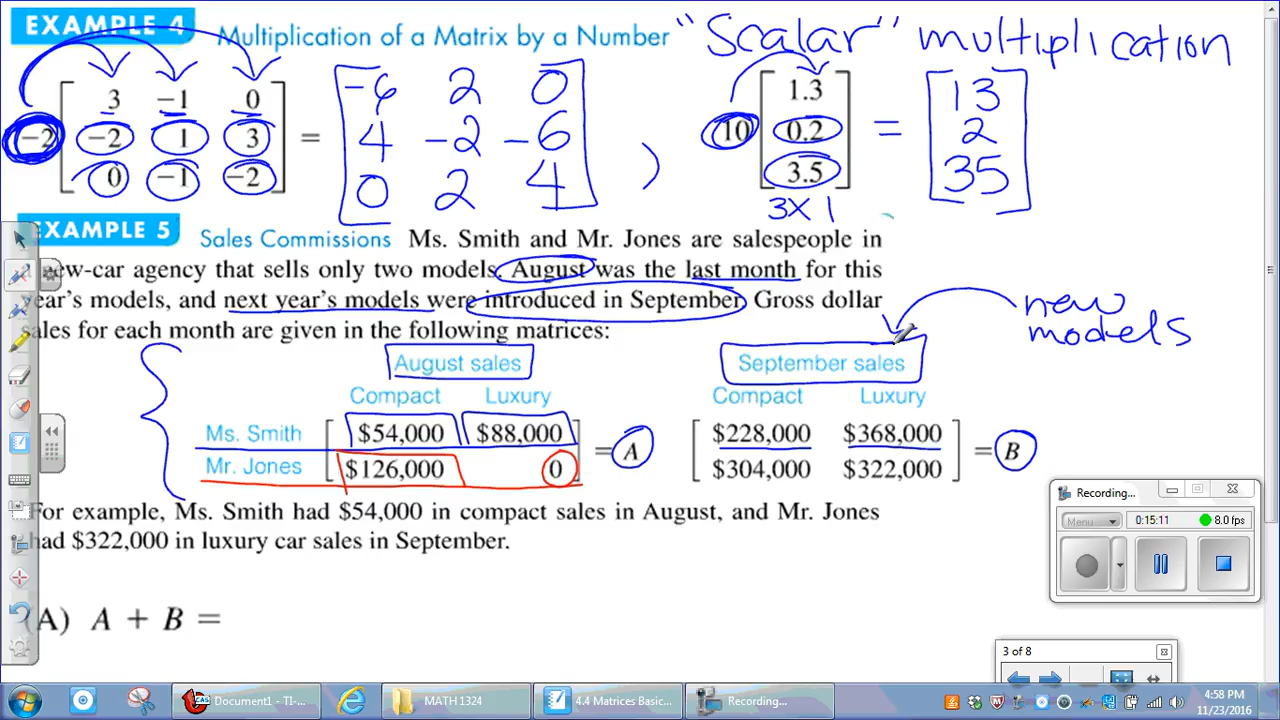 EXAMPLE 4 Multiplication of a Matrix by a Number "Scalar" multiplication
3 -1 0 -6 2 0 1.3 13
-2 -2 1 3 = 4 -2 -6 ) 10 0.2 = 2
0 -1 -2 0 2 4 3.5 35
3 X 1
EXAMPLE 5 Sales Commissions Ms. Smith and Mr. Jones are salespeople in
new-car agency that sells only two models. August was the last month for this
year's models, and next year's models were introduced in September. Gross dollar
sales for each month are given in the following matrices:
new
models
August sales September sales
Compact Luxury Compact Luxury
Ms. Smith $54,000 $88,000 = A $228,000 $368,000 = B
Mr. Jones $126,000 0 $304,000 $322,000
For example, Ms. Smith had $54,000 in compact sales in August, and Mr. Jones
had $322,000 in luxury car sales in September.
(A) A + B =
Recording...
Menu 0:15:11 8.0 fps
3 of 8
Document1 - TI-... MATH 1324 4.4 Matrices Basic... Recording... 4:58 PM
11/23/2016